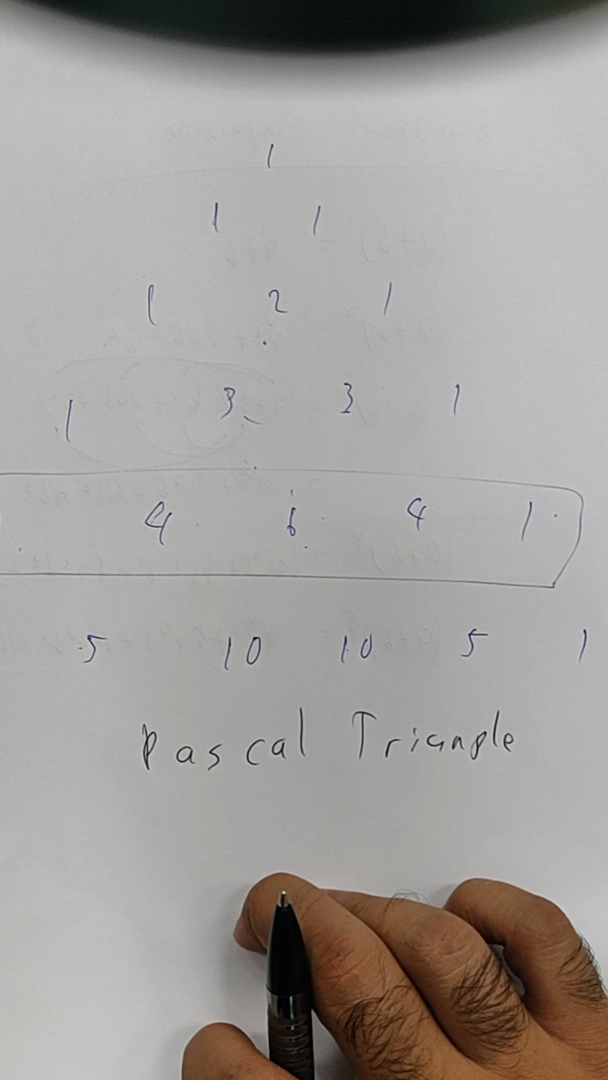 1
1 1
1 2 1
1 3 3 1
4 6 4 1
5 10 10 5 1
Pascal Triangle